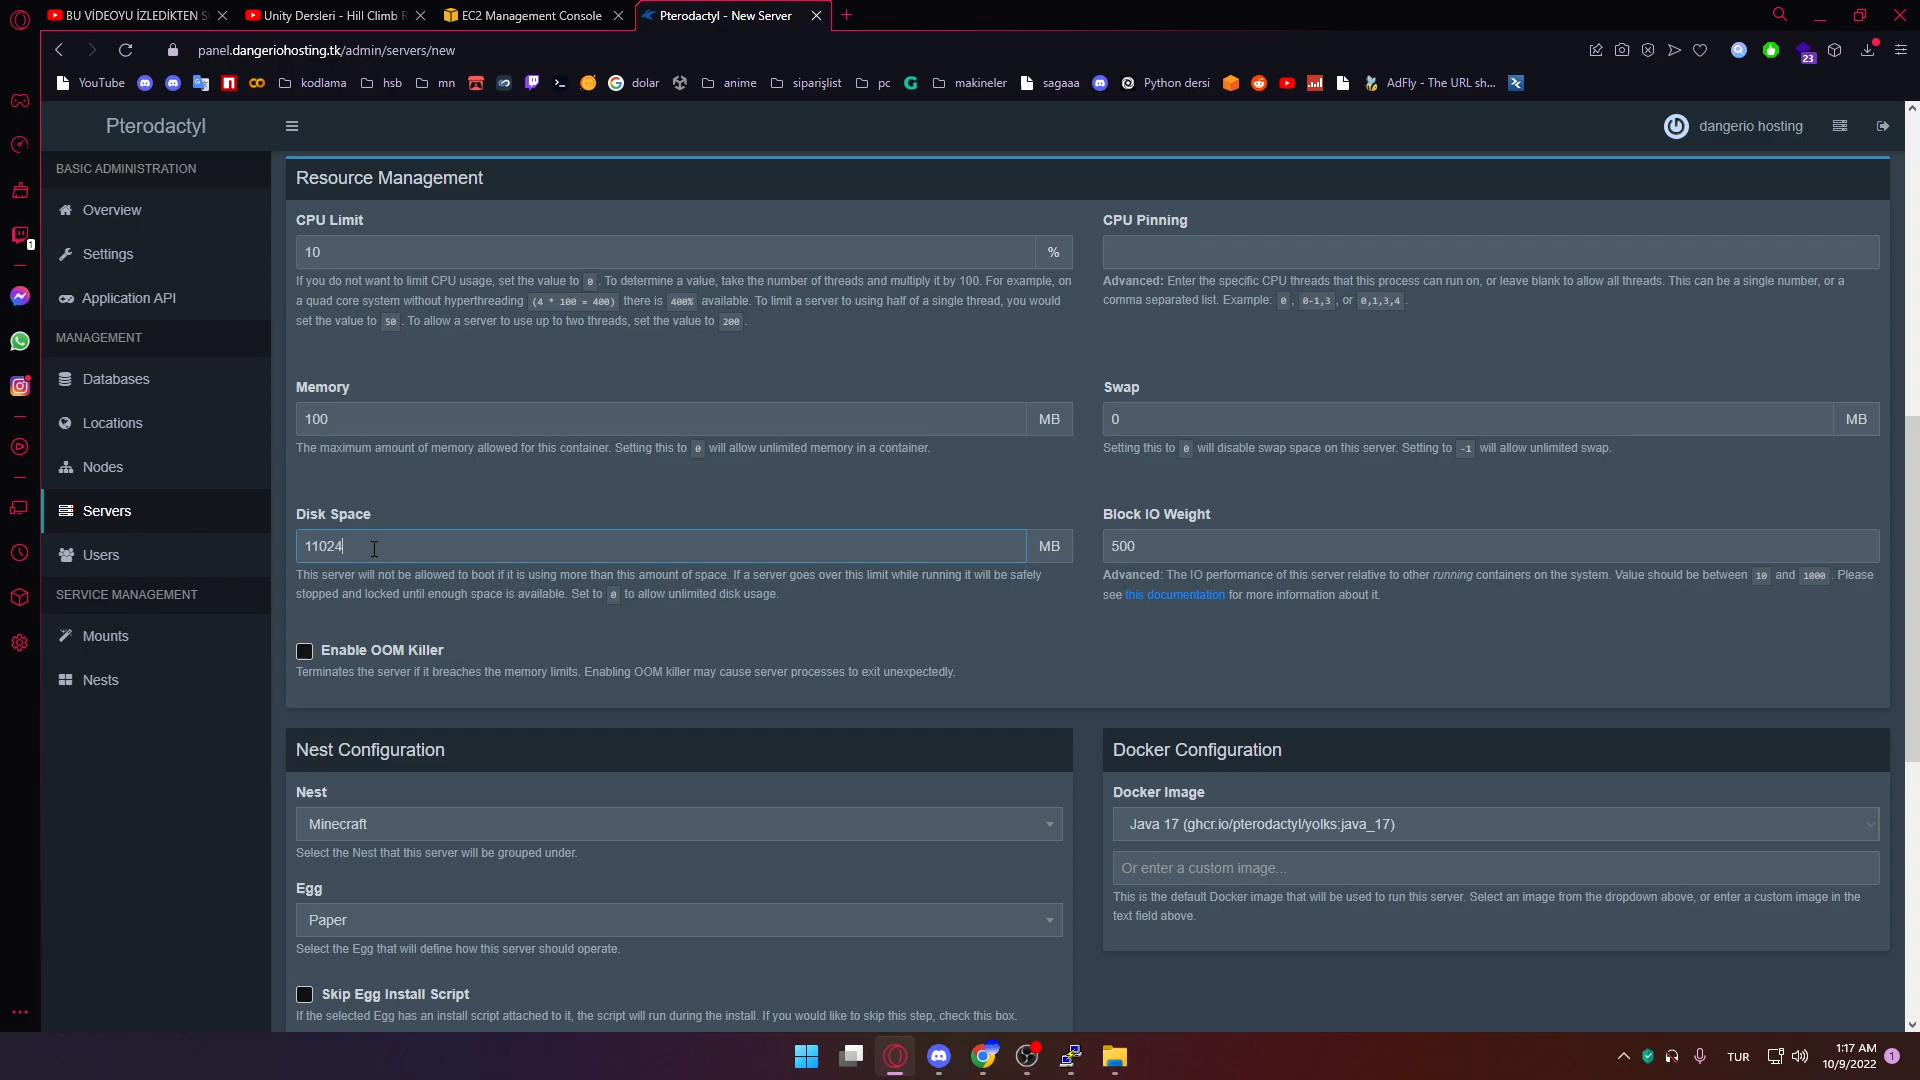 BU VİDEOYU İZLEDİKTEN S
Unity Dersleri - Hill Climb R
EC2 Management Console
Pterodactyl - New Server
panel.dangeriohosting.tk/admin/servers/new
23
YouTube
kodlama
hsb
mn
dolar
anime
siparişlist
pc
makineler
sagaaa
Python dersi
AdFly - The URL sh...
1
Pterodactyl
dangerio hosting
BASIC ADMINISTRATION
Overview
Settings
Application API
MANAGEMENT
Databases
Locations
Nodes
Servers
Users
SERVICE MANAGEMENT
Mounts
Nests
Resource Management
CPU Limit
10 %
If you do not want to limit CPU usage, set the value to 0 . To determine a value, take the number of threads and multiply it by 100. For example, on
a quad core system without hyperthreading (4 * 100 = 400) there is 400% available. To limit a server to using half of a single thread, you would
set the value to 50 . To allow a server to use up to two threads, set the value to 200 .
CPU Pinning
Advanced: Enter the specific CPU threads that this process can run on, or leave blank to allow all threads. This can be a single number, or a
comma separated list. Example: 0 , 0-1,3 , or 0,1,3,4 .
Memory
100 MB
The maximum amount of memory allowed for this container. Setting this to 0 will allow unlimited memory in a container.
Swap
0 MB
Setting this to 0 will disable swap space on this server. Setting to -1 will allow unlimited swap.
Disk Space
11024 MB
This server will not be allowed to boot if it is using more than this amount of space. If a server goes over this limit while running it will be safely
stopped and locked until enough space is available. Set to 0 to allow unlimited disk usage.
Block IO Weight
500
Advanced: The IO performance of this server relative to other running containers on the system. Value should be between 10 and 1000 . Please
see this documentation for more information about it.
Enable OOM Killer
Terminates the server if it breaches the memory limits. Enabling OOM killer may cause server processes to exit unexpectedly.
Nest Configuration
Nest
Minecraft
Select the Nest that this server will be grouped under.
Egg
Paper
Select the Egg that will define how this server should operate.
Skip Egg Install Script
If the selected Egg has an install script attached to it, the script will run during the install. If you would like to skip this step, check this box.
Docker Configuration
Docker Image
Java 17 (ghcr.io/pterodactyl/yolks:java_17)
Or enter a custom image...
This is the default Docker image that will be used to run this server. Select an image from the dropdown above, or enter a custom image in the
text field above.
TUR
1:17 AM
10/9/2022
1